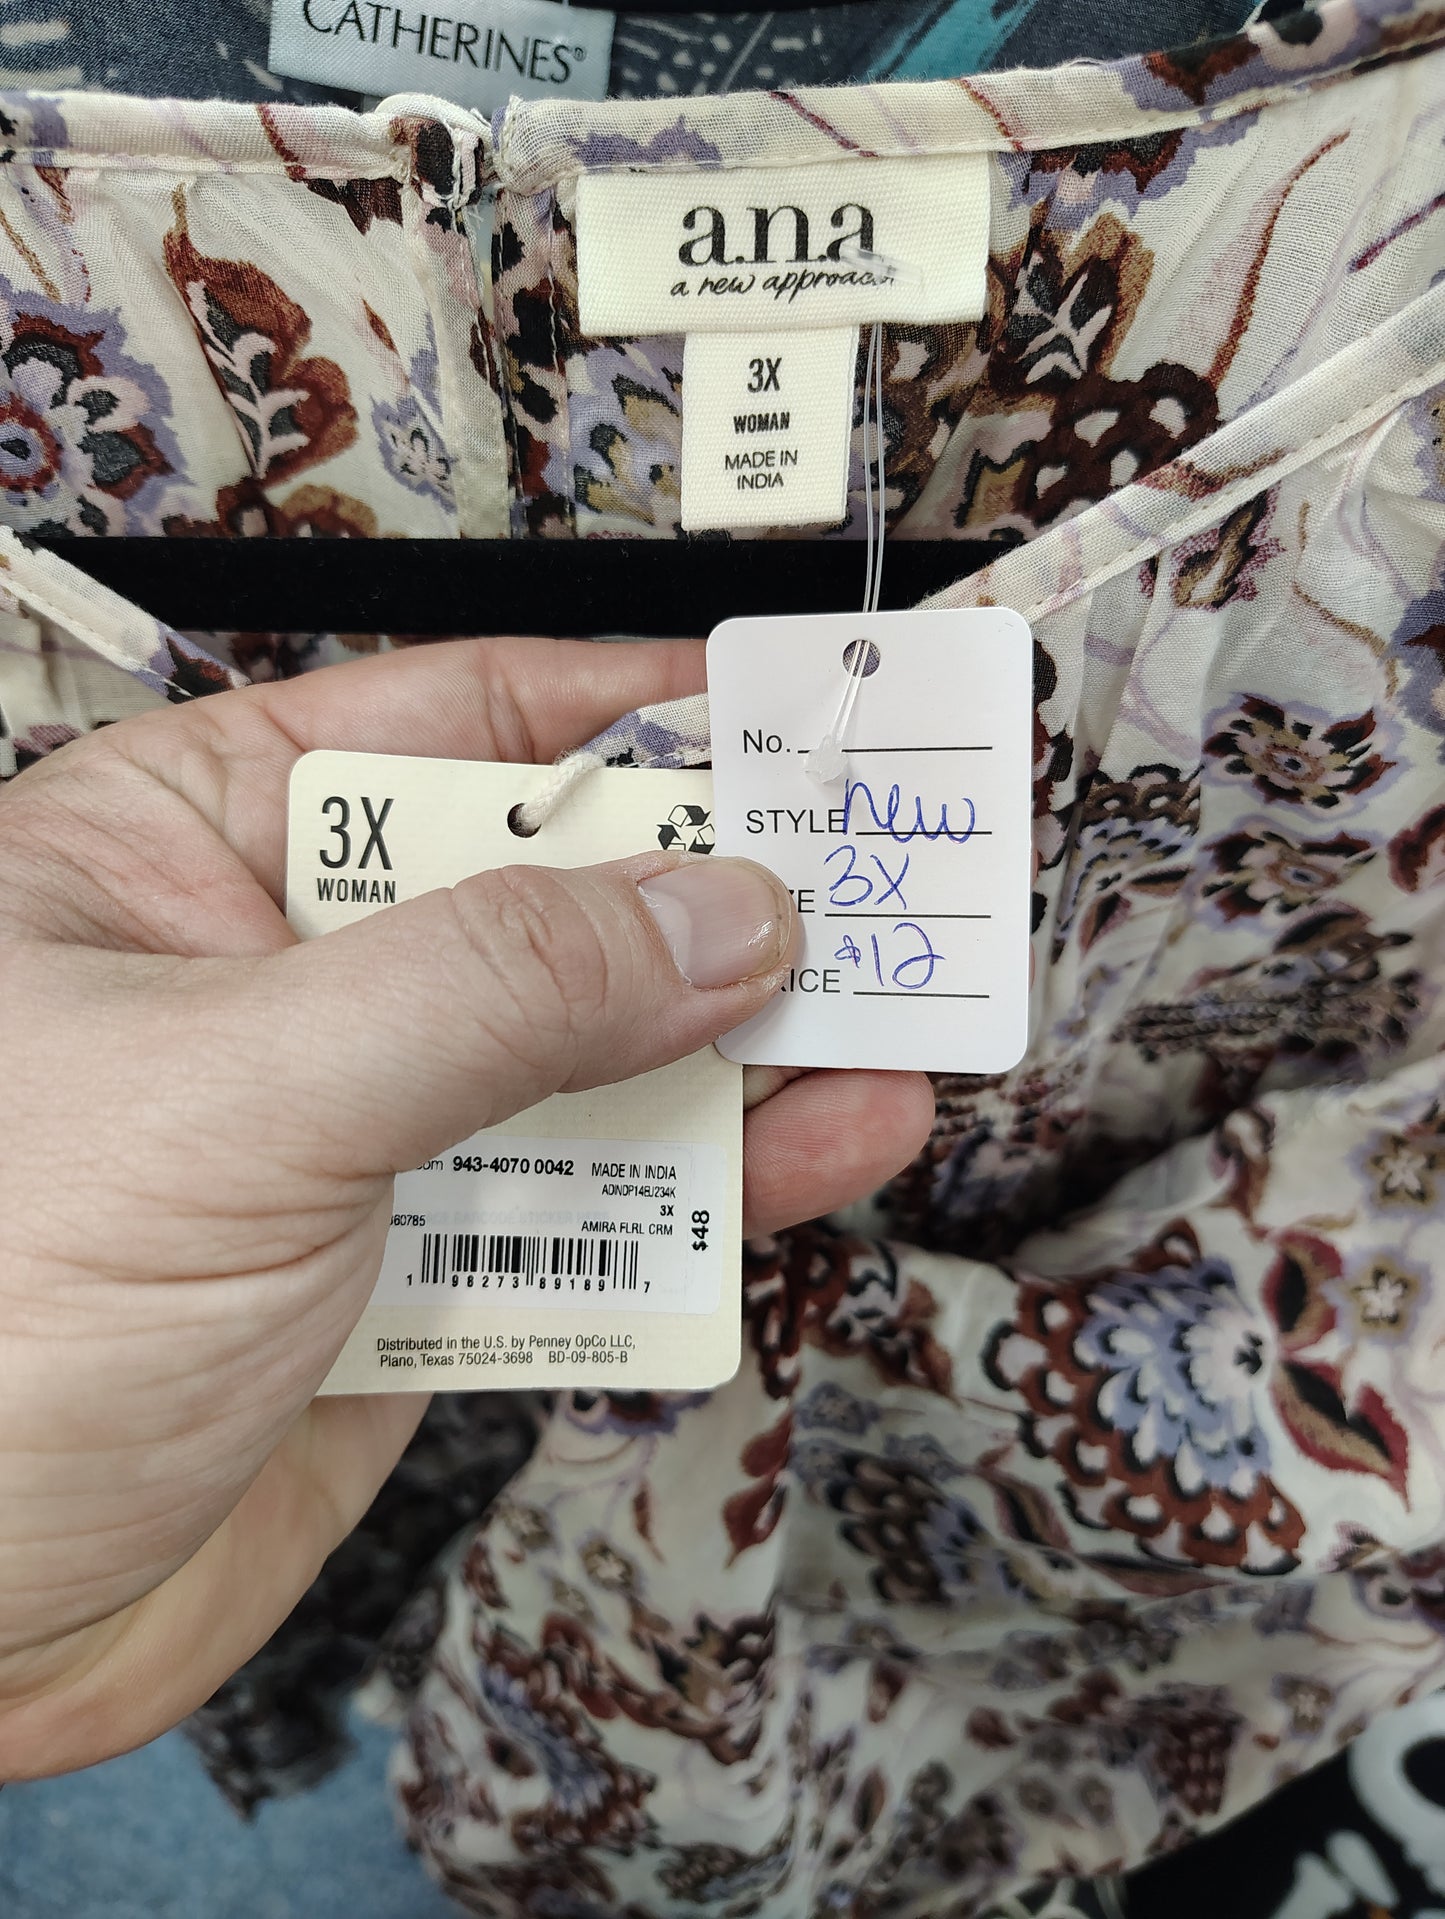 CATHERINES®
a.n.a
a new approach
3X
WOMAN
MADE IN
INDIA
No.
STYLE new
3X
$12
3X
WOMAN
943-4070 0042 MADE IN INDIA
ADINDP14BJ234K
3X
AMIRA FLRL CRM
$48
1 98273 89189 7
Distributed in the U.S. by Penney OpCo LLC,
Plano, Texas 75024-3698 BD-09-805-B